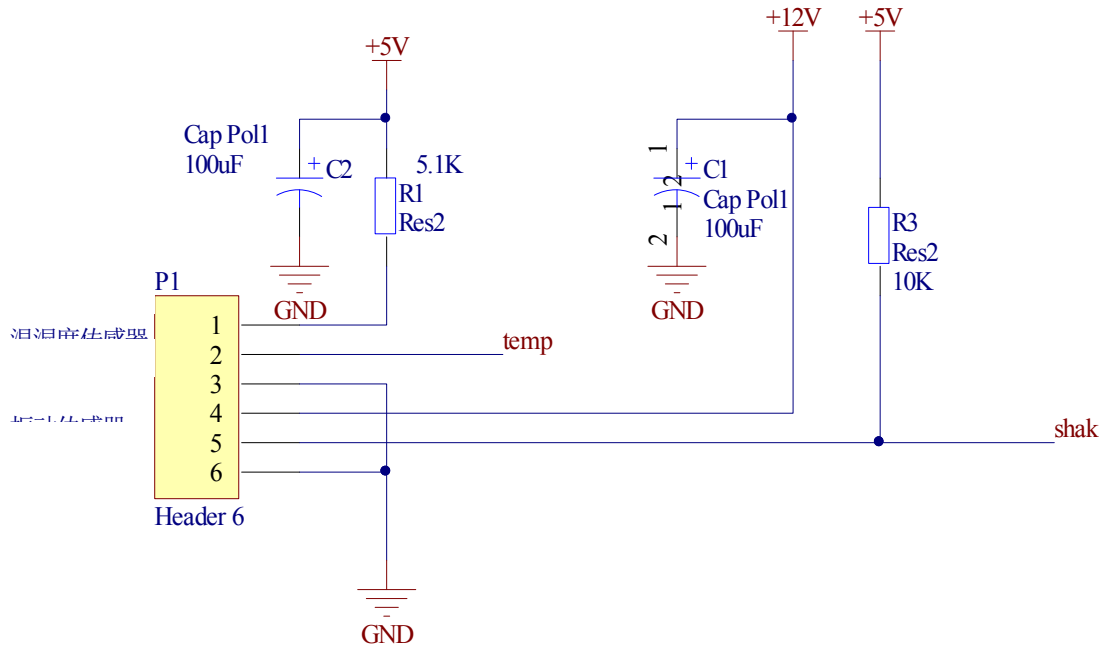 +12V
+5V
+5V
Cap Pol1
100uF
+
C2
5.1K
R1
Res2
GND
1
2
+
1
2
C1
Cap Pol1
100uF
GND
R3
Res2
10K
P1
1
2
3
4
5
6
temp
shak
Header 6
GND